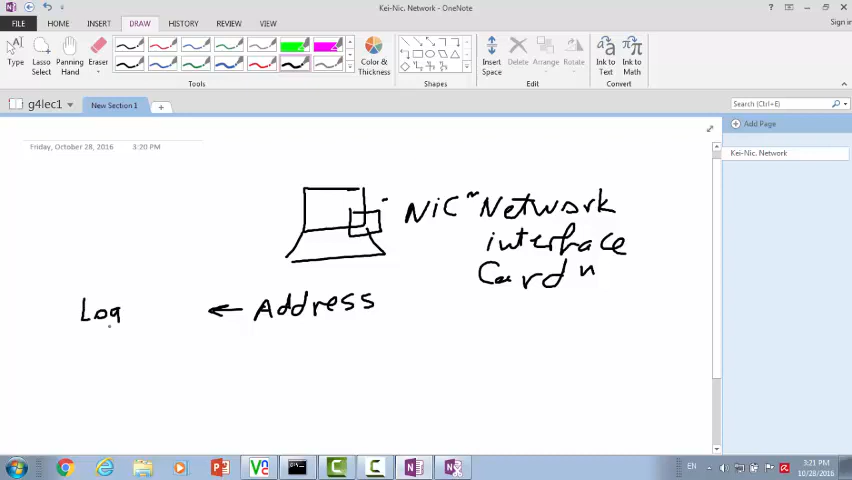 Kei-Nic. Network - OneNote
FILE HOME INSERT DRAW HISTORY REVIEW VIEW
Sign in
Type
Lasso Select
Panning Hand
Eraser
Color & Thickness
Insert Space
Delete
Arrange
Rotate
Ink to Text
Ink to Math
Tools
Shapes
Edit
Convert
g4lec1
New Section 1
Search (Ctrl+E)
Add Page
Kei-Nic. Network
Friday, October 28, 2016 3:20 PM
NiC "Network
interface
Card "
Loq ← Address
EN
3:21 PM
10/28/2016